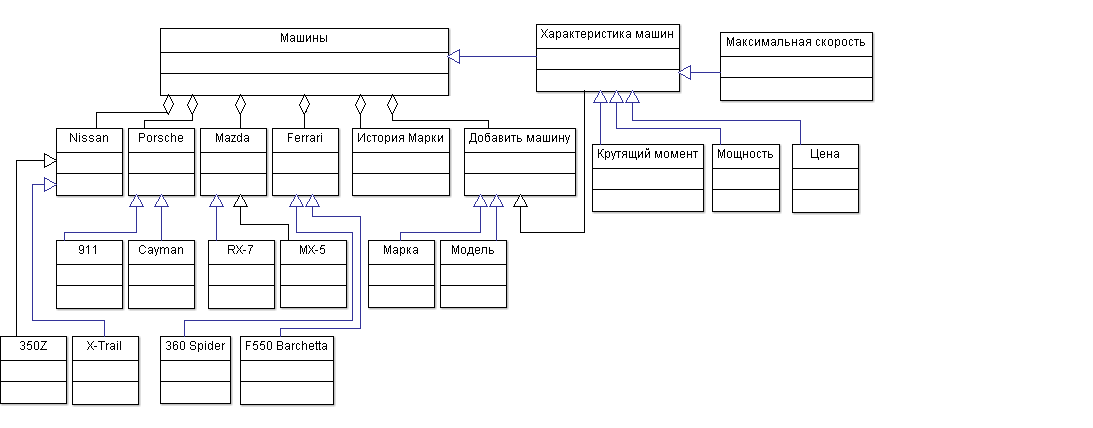 Машины
Характеристика машин
Максимальная скорость
Nissan
Porsche
Mazda
Ferrari
История Марки
Добавить машину
Крутящий момент
Мощность
Цена
911
Cayman
RX-7
MX-5
Марка
Модель
350Z
X-Trail
360 Spider
F550 Barchetta